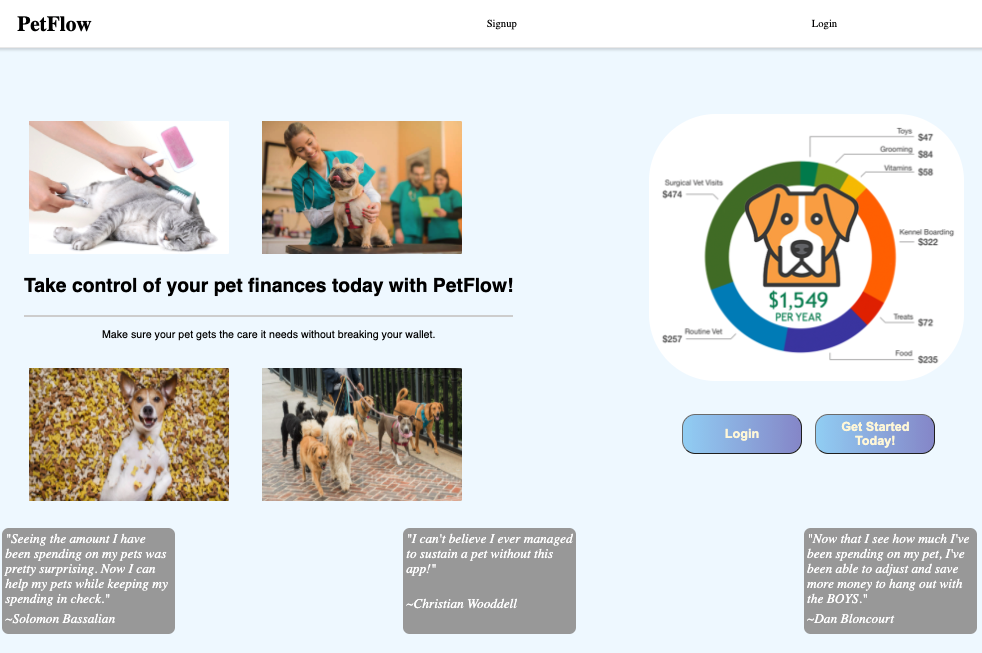 PetFlow
Signup
Login
Toys
$47
Grooming
$84
Vitamins
$58
Surgical Vet Visits
$474
Kennel Boarding
$322
$1,549
PER YEAR
Treats
$72
Routine Vet
$257
Food
$235
Take control of your pet finances today with PetFlow!
Make sure your pet gets the care it needs without breaking your wallet.
Login
Get Started
Today!
"Seeing the amount I have
been spending on my pets was
pretty surprising. Now I can
help my pets while keeping my
spending in check."
~Solomon Bassalian
"I can't believe I ever managed
to sustain a pet without this
app!"
~Christian Wooddell
"Now that I see how much I've
been spending on my pet, I've
been able to adjust and save
more money to hang out with
the BOYS."
~Dan Bloncourt